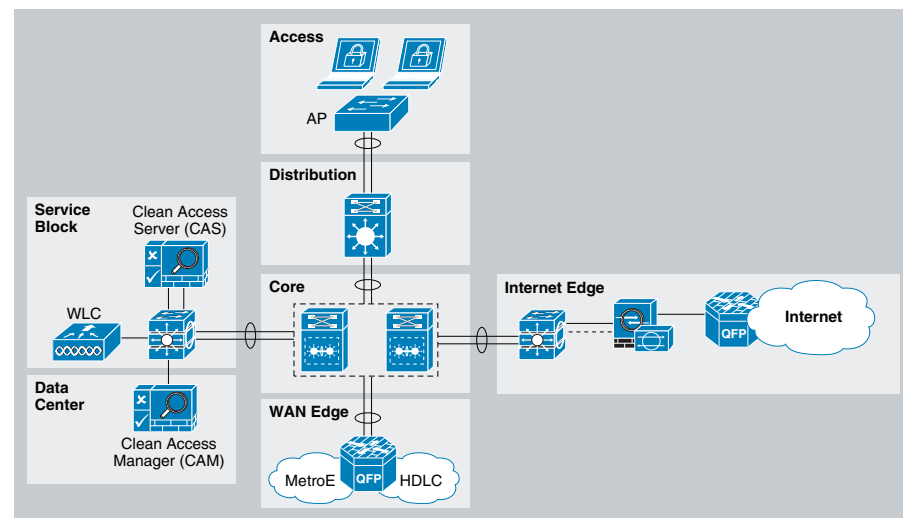 Access
AP
Distribution
Service
Block
Clean Access
Server (CAS)
WLC
Core
Internet Edge
QFP
Internet
Data
Center
Clean Access
Manager (CAM)
WAN Edge
MetroE
QFP
HDLC